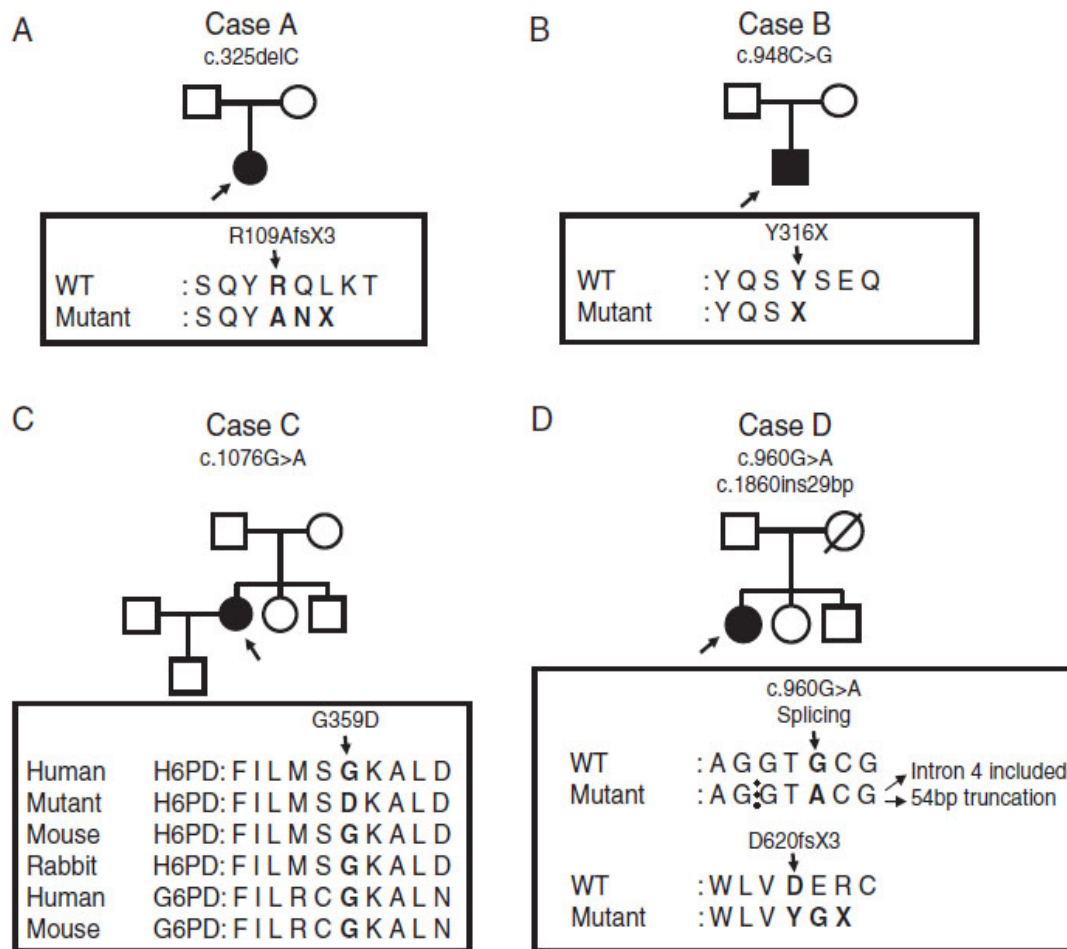 A
Case A
c.325delC
R109AfsX3
WT :S Q Y R Q L K T
Mutant :S Q Y A N X
B
Case B
c.948C>G
Y316X
WT :Y Q S Y S E Q
Mutant :Y Q S X
C
Case C
c.1076G>A
G359D
Human H6PD: F I L M S G K A L D
Mutant H6PD: F I L M S D K A L D
Mouse H6PD: F I L M S G K A L D
Rabbit H6PD: F I L M S G K A L D
Human G6PD: F I L R C G K A L N
Mouse G6PD: F I L R C G K A L N
D
Case D
c.960G>A
c.1860ins29bp
c.960G>A
Splicing
WT :A G G T G C G
Mutant :A G G T A C G
Intron 4 included
54bp truncation
D620fsX3
WT :W L V D E R C
Mutant :W L V Y G X